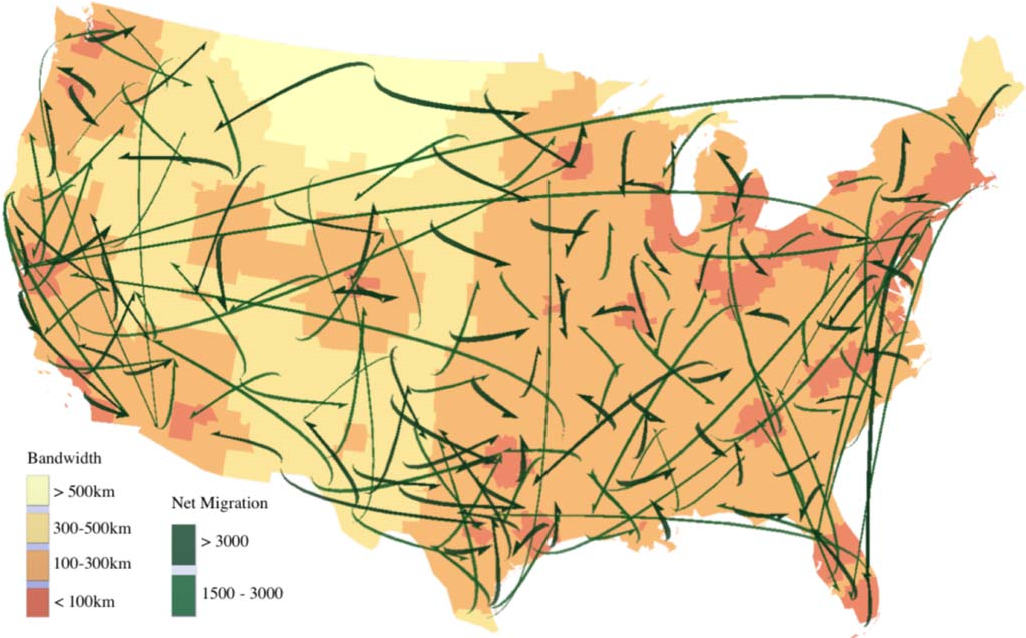 Bandwidth
> 500km
300-500km
100-300km
< 100km
Net Migration
> 3000
1500 - 3000